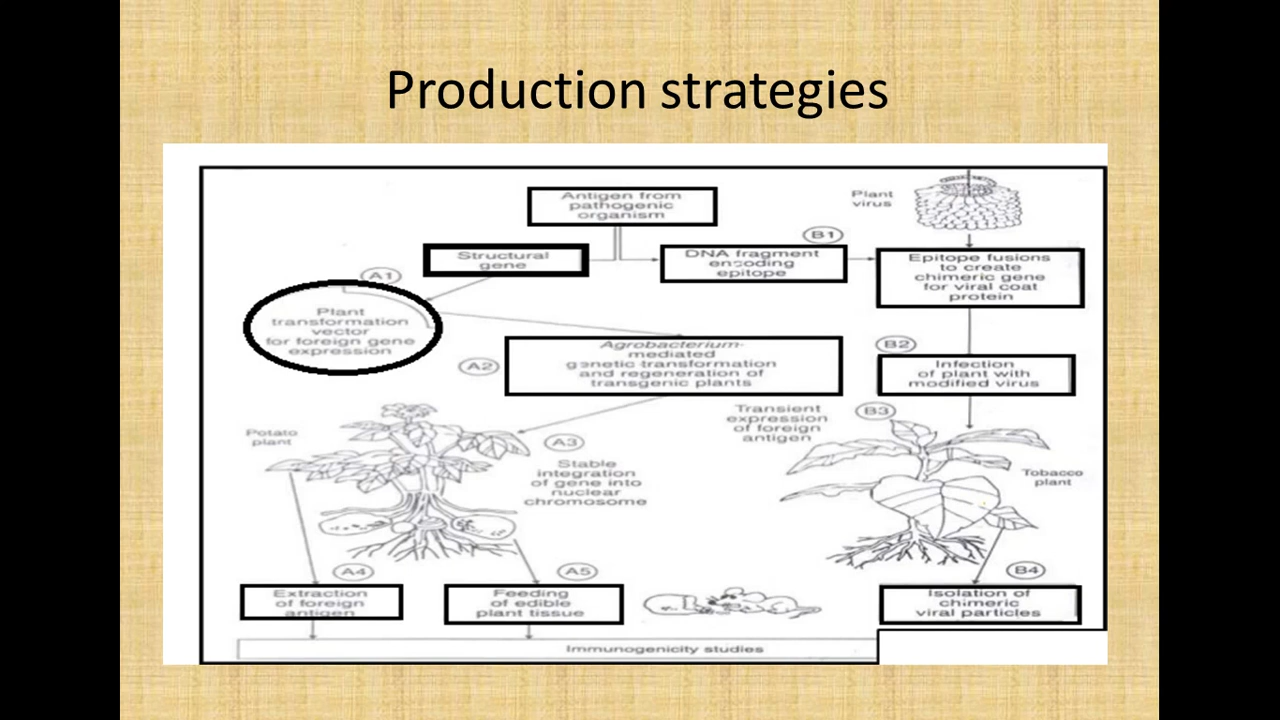 Production strategies
Antigen from
pathogenic
organism
Plant
virus
B1
Structural
gene
DNA fragment
encoding
epitope
Epitope fusions
to create
chimeric gene
for viral coat
protein
A1
Plant
transformation
vector
for foreign gene
expression
A2
Agrobacterium-
mediated
genetic transformation
and regeneration of
transgenic plants
B2
Infection
of plant with
modified virus
Potato
plant
A3
Stable
integration
of gene into
nuclear
chromosome
Transient
expression
of foreign
antigen
B3
Tobacco
plant
A4
Extraction
of foreign
antigen
A5
Feeding
of edible
plant tissue
B4
Isolation of
chimeric
viral particles
Immunogenicity studies